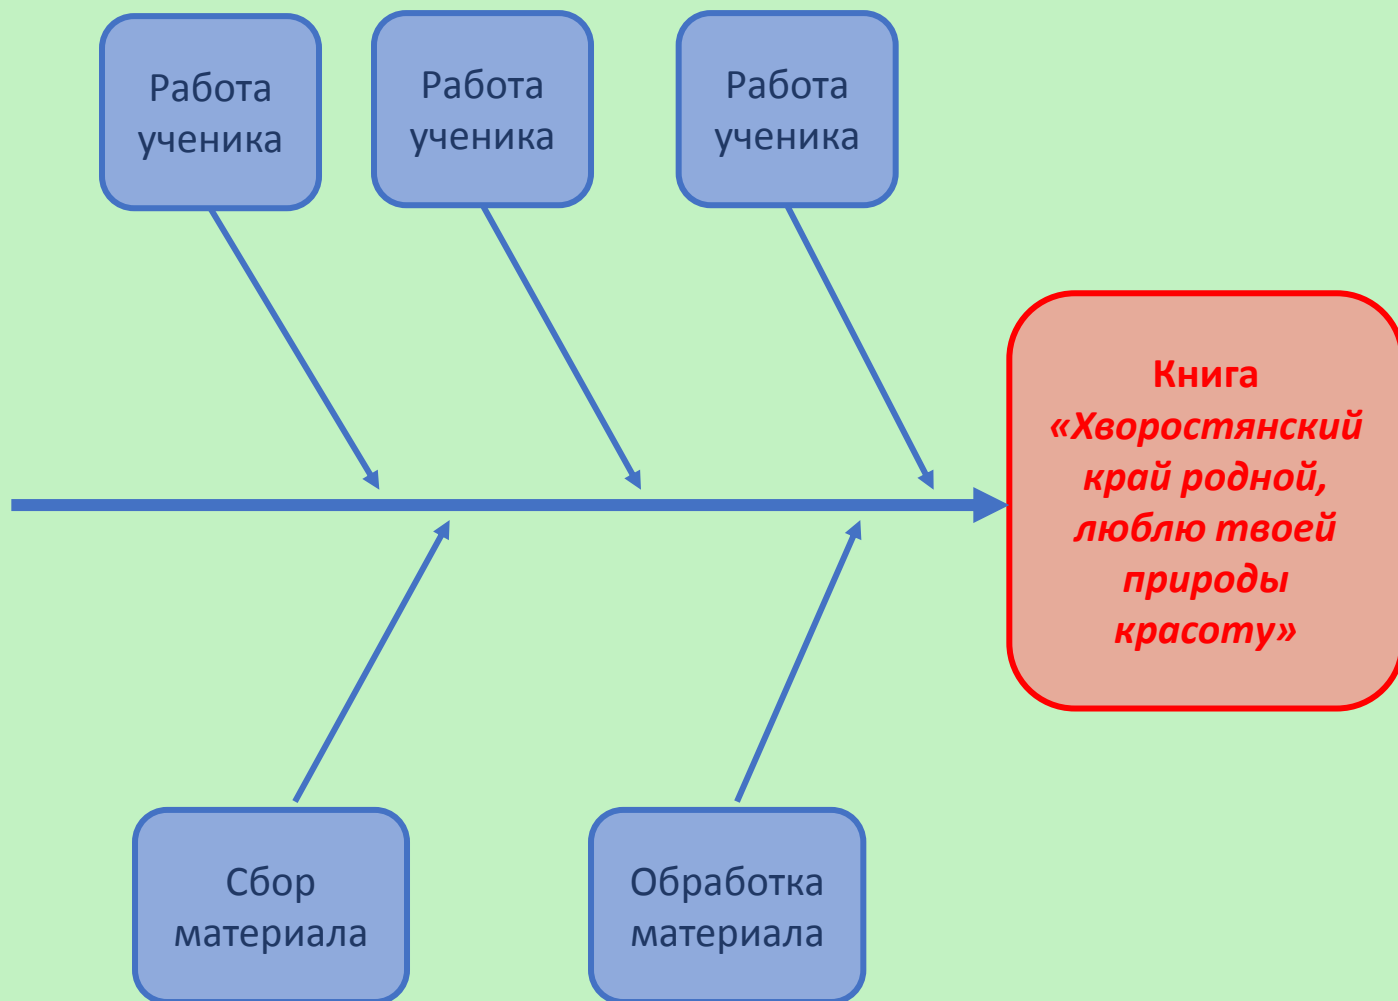 Работа
ученика
Работа
ученика
Работа
ученика
Книга
«Хворостянский
край родной,
люблю твоей
природы
красоту»
Сбор
материала
Обработка
материала